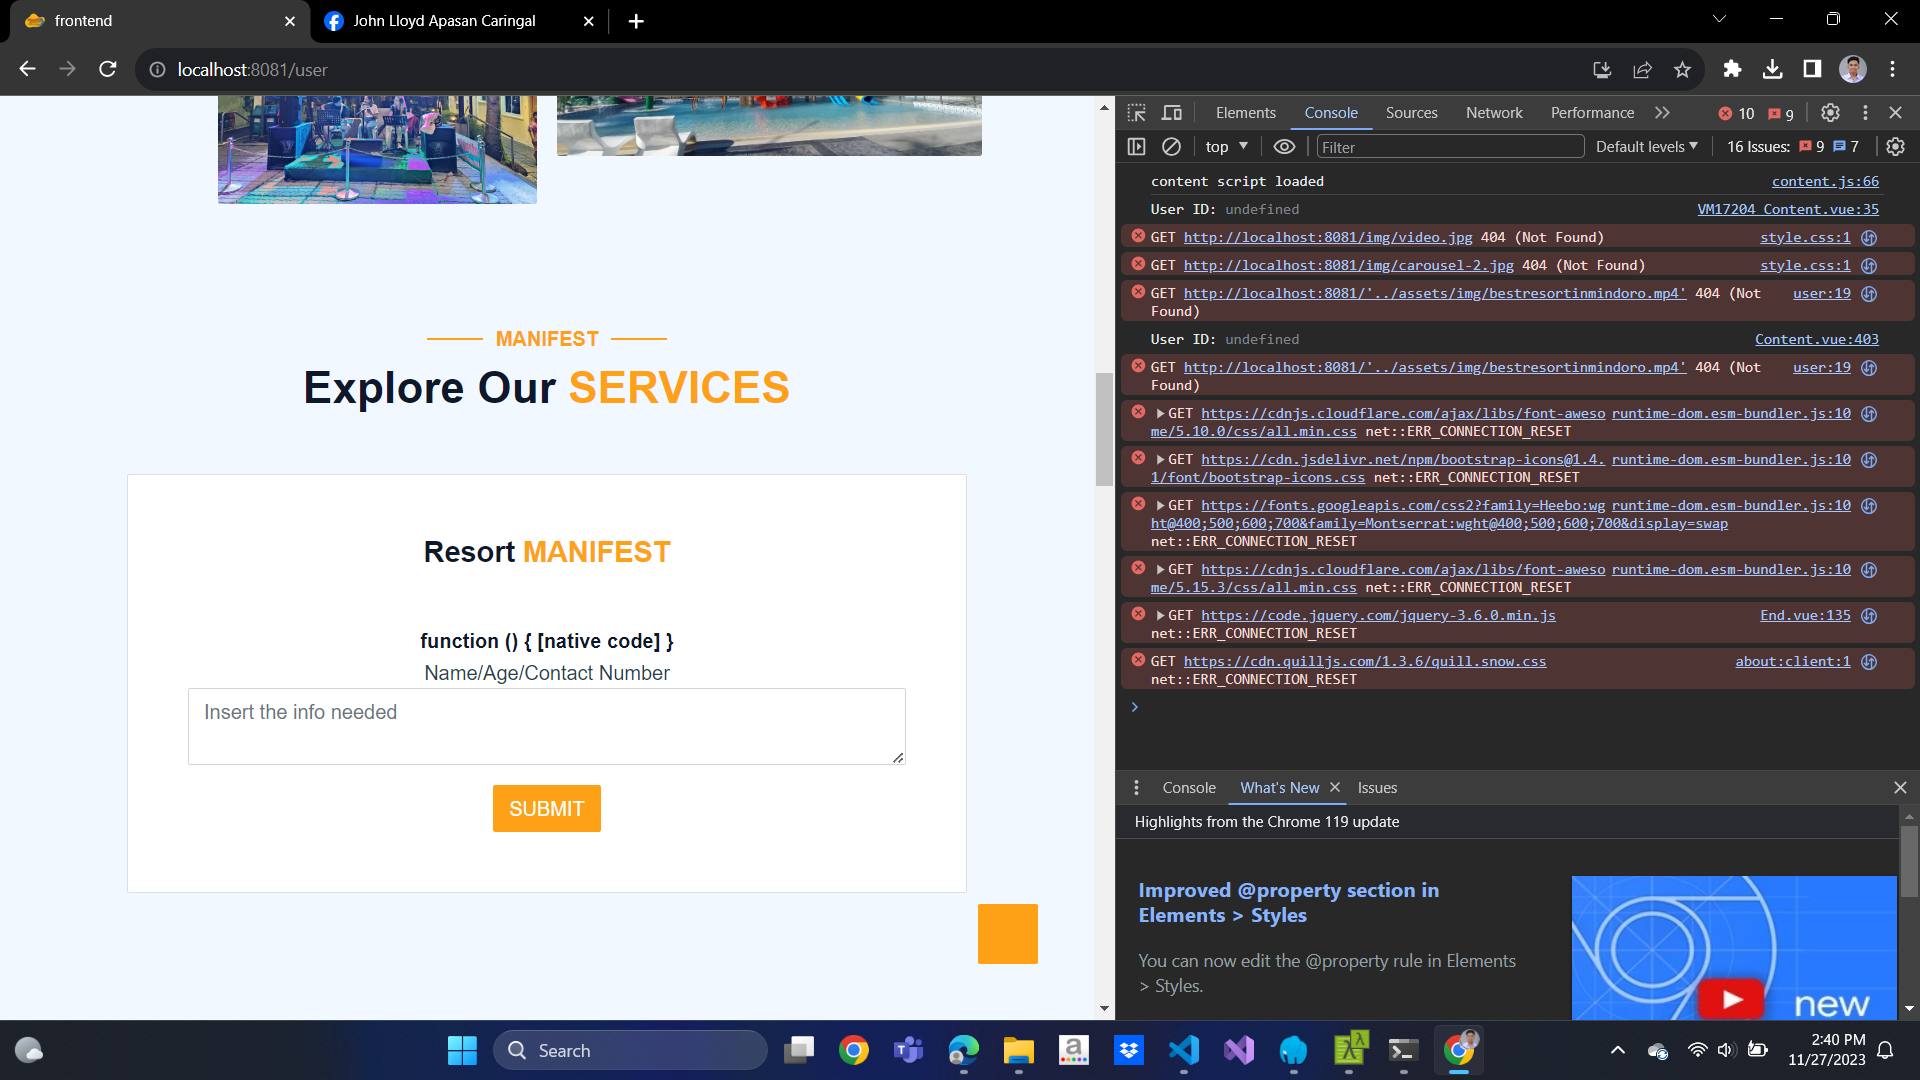 frontend
John Lloyd Apasan Caringal
localhost:8081/user
MANIFEST
Explore Our SERVICES
Resort MANIFEST
function () { [native code] }
Name/Age/Contact Number
Insert the info needed
SUBMIT
Elements Console Sources Network Performance 10 9
top Filter Default levels 16 Issues: 9 7
content script loaded content.js:66
User ID: undefined VM17204 Content.vue:35
GET http://localhost:8081/img/video.jpg 404 (Not Found) style.css:1
GET http://localhost:8081/img/carousel-2.jpg 404 (Not Found) style.css:1
GET http://localhost:8081/'../assets/img/bestresortinmindoro.mp4' 404 (Not user:19
Found)
User ID: undefined Content.vue:403
GET http://localhost:8081/'../assets/img/bestresortinmindoro.mp4' 404 (Not user:19
Found)
GET https://cdnjs.cloudflare.com/ajax/libs/font-aweso runtime-dom.esm-bundler.js:10
me/5.10.0/css/all.min.css net::ERR_CONNECTION_RESET
GET https://cdn.jsdelivr.net/npm/bootstrap-icons@1.4. runtime-dom.esm-bundler.js:10
1/font/bootstrap-icons.css net::ERR_CONNECTION_RESET
GET https://fonts.googleapis.com/css2?family=Heebo:wg runtime-dom.esm-bundler.js:10
ht@400;500;600;700&family=Montserrat:wght@400;500;600;700&display=swap
net::ERR_CONNECTION_RESET
GET https://cdnjs.cloudflare.com/ajax/libs/font-aweso runtime-dom.esm-bundler.js:10
me/5.15.3/css/all.min.css net::ERR_CONNECTION_RESET
GET https://code.jquery.com/jquery-3.6.0.min.js End.vue:135
net::ERR_CONNECTION_RESET
GET https://cdn.quilljs.com/1.3.6/quill.snow.css about:client:1
net::ERR_CONNECTION_RESET
Console What's New Issues
Highlights from the Chrome 119 update
Improved @property section in
Elements > Styles
You can now edit the @property rule in Elements
> Styles.
new
Search
2:40 PM
11/27/2023